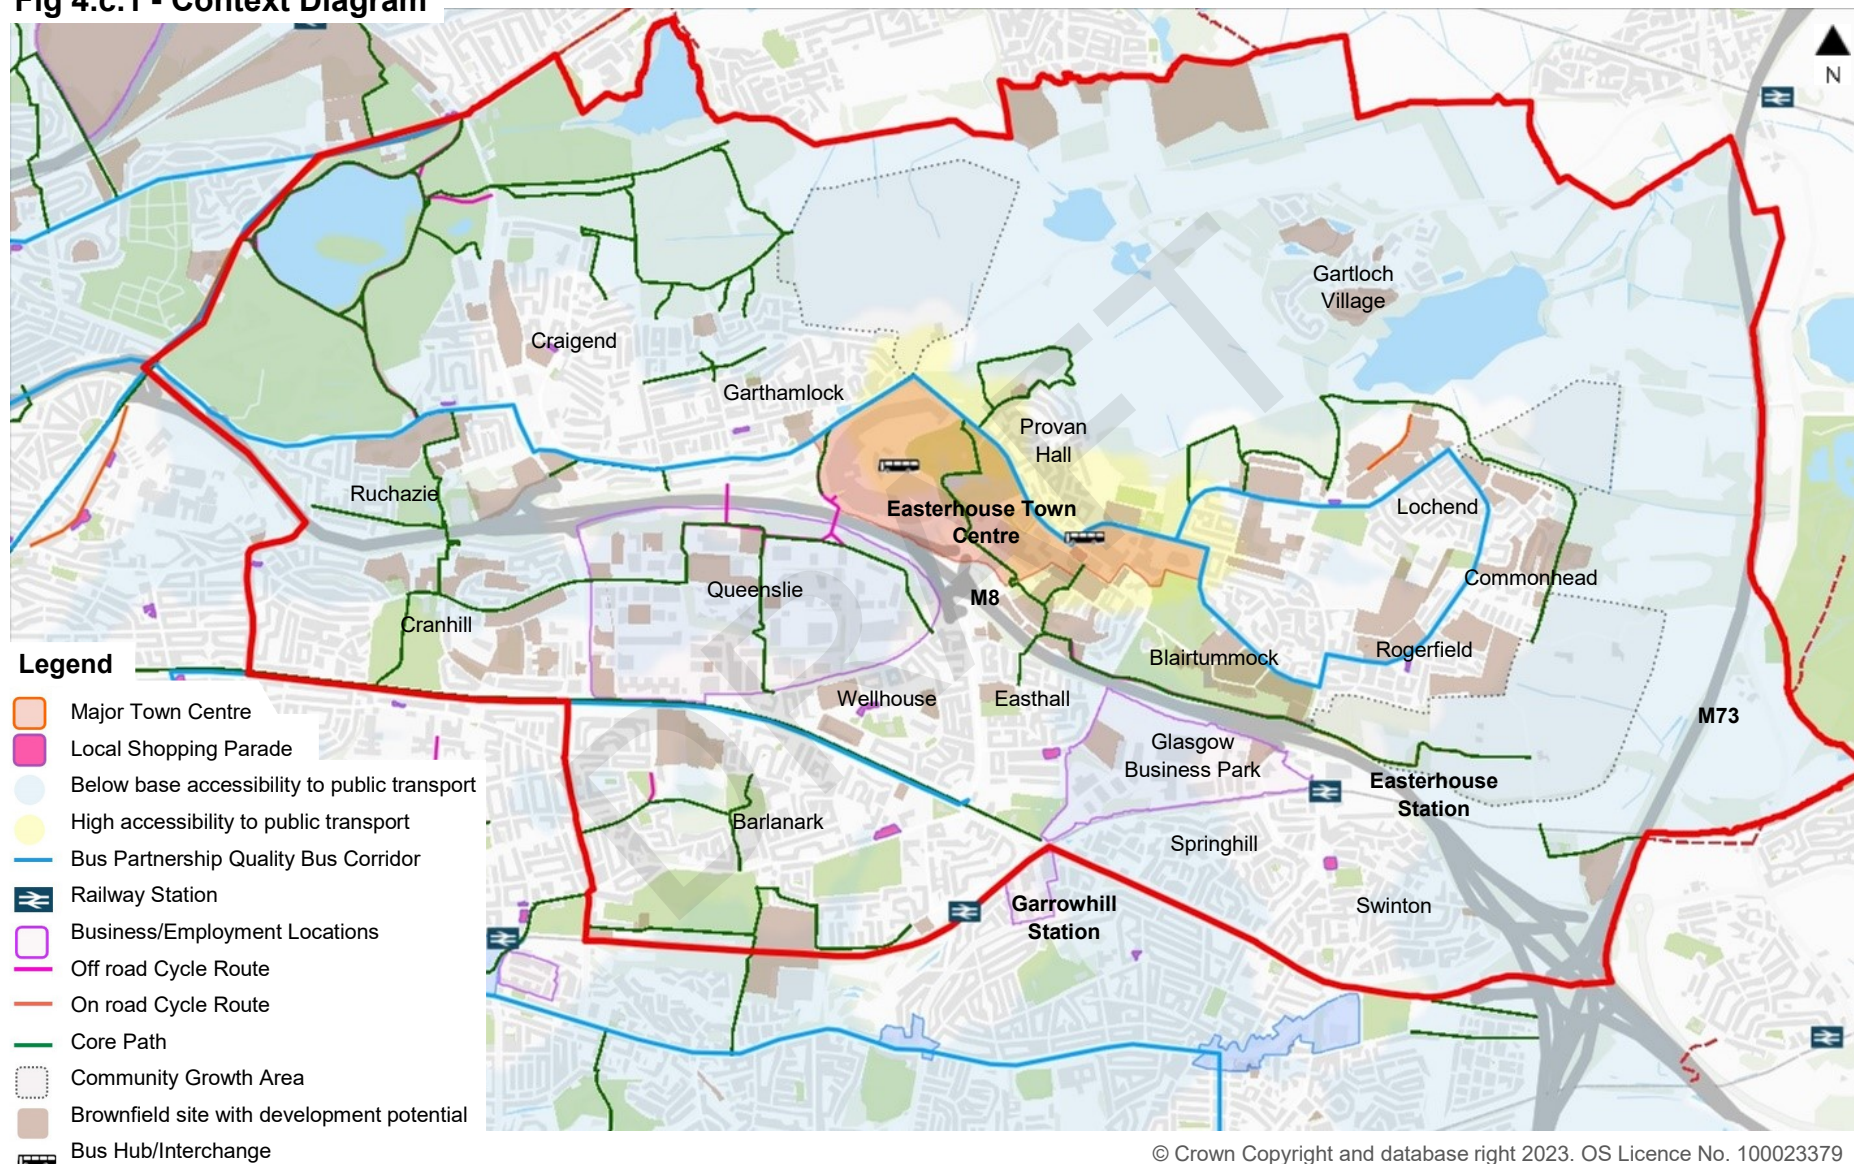 Fig 4.c.1 - Context Diagram
N
Gartloch
Village
Craigend
Garthamlock
Provan
Hall
Ruchazie
Easterhouse Town
Centre
Lochend
Commonhead
Queenslie
M8
Cranhill
Rogerfield
Blairtummock
Wellhouse
Easthall
M73
Glasgow
Business Park
Easterhouse
Station
Barlanark
Springhill
Garrowhill
Station
Swinton
DRAFT
Legend
Major Town Centre
Local Shopping Parade
Below base accessibility to public transport
High accessibility to public transport
Bus Partnership Quality Bus Corridor
Railway Station
Business/Employment Locations
Off road Cycle Route
On road Cycle Route
Core Path
Community Growth Area
Brownfield site with development potential
Bus Hub/Interchange
© Crown Copyright and database right 2023. OS Licence No. 100023379